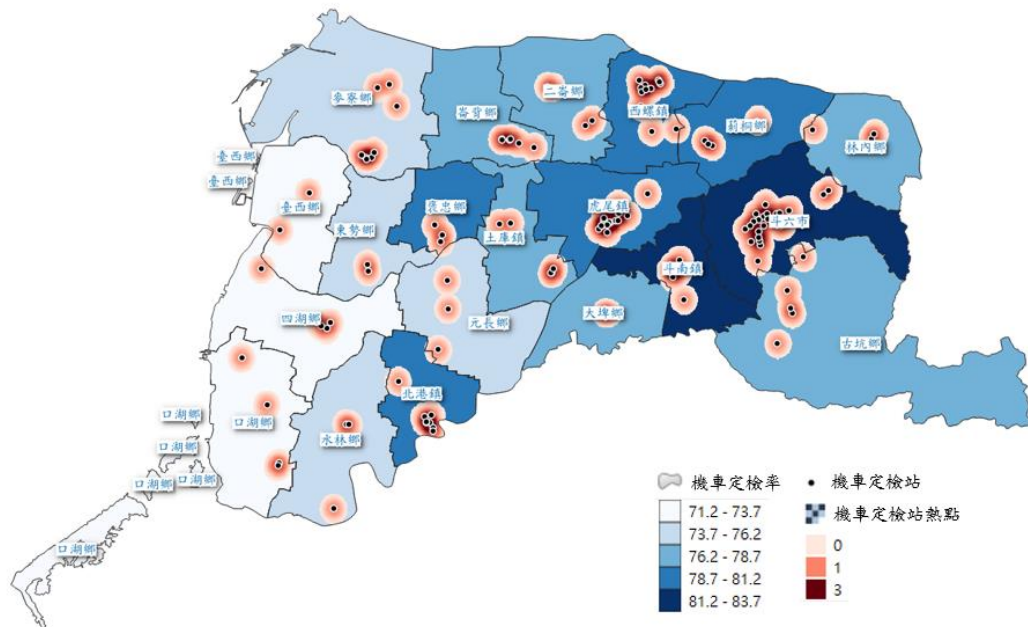 二崙鄉
麥寮鄉
崙背鄉
西螺鎮
莿桐鄉
林內鄉
臺西鄉
臺西鄉
臺西鄉
褒忠鄉
虎尾鎮
斗六市
東勢鄉
土庫鎮
斗南鎮
四湖鄉
元長鄉
大埤鄉
古坑鄉
北港鎮
口湖鄉
口湖鄉
水林鄉
口湖鄉
口湖鄉
口湖鄉
口湖鄉
機車定檢率
71.2 - 73.7
73.7 - 76.2
76.2 - 78.7
78.7 - 81.2
81.2 - 83.7
機車定檢站
機車定檢站熱點
0
1
3